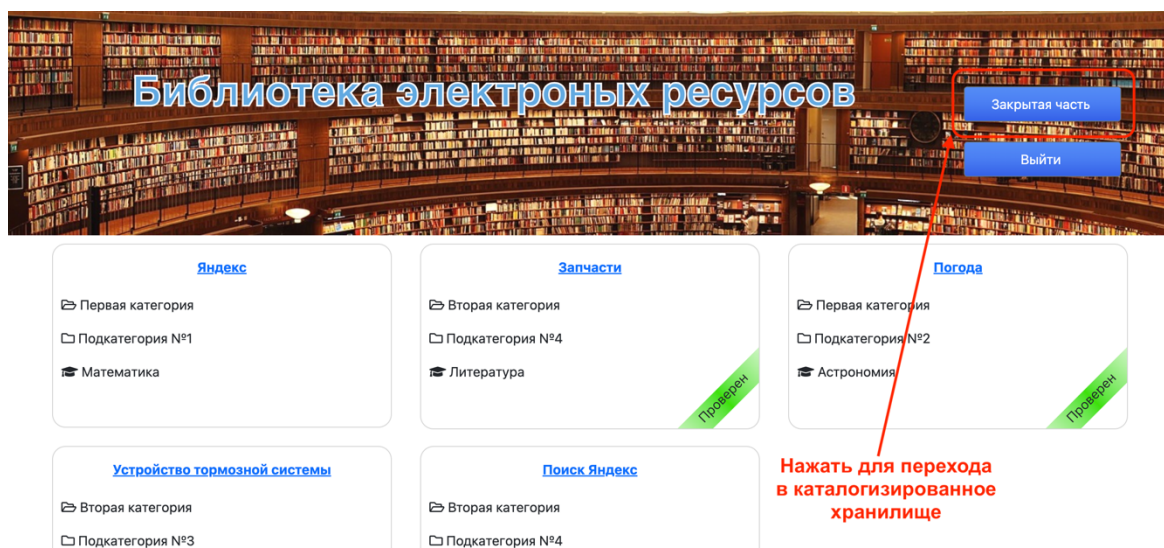 Библиотека электроных ресурсов
Закрытая часть
Выйти
Яндекс
Первая категория
Подкатегория №1
Математика
Запчасти
Вторая категория
Подкатегория №4
Литература
Проверен
Погода
Первая категория
Подкатегория №2
Астрономия
Проверен
Устройство тормозной системы
Вторая категория
Подкатегория №3
Поиск Яндекс
Вторая категория
Подкатегория №4
Нажать для перехода
в каталогизированное
хранилище